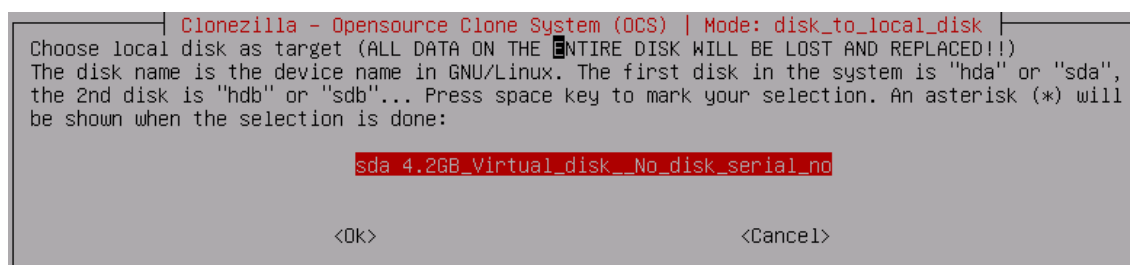 Clonezilla - Opensource Clone System (OCS) | Mode: disk_to_local_disk
Choose local disk as target (ALL DATA ON THE ENTIRE DISK WILL BE LOST AND REPLACED!!)
The disk name is the device name in GNU/Linux. The first disk in the system is "hda" or "sda",
the 2nd disk is "hdb" or "sdb"... Press space key to mark your selection. An asterisk (*) will
be shown when the selection is done:
sda 4.2GB_Virtual_disk__No_disk_serial_no
<Ok> <Cancel>